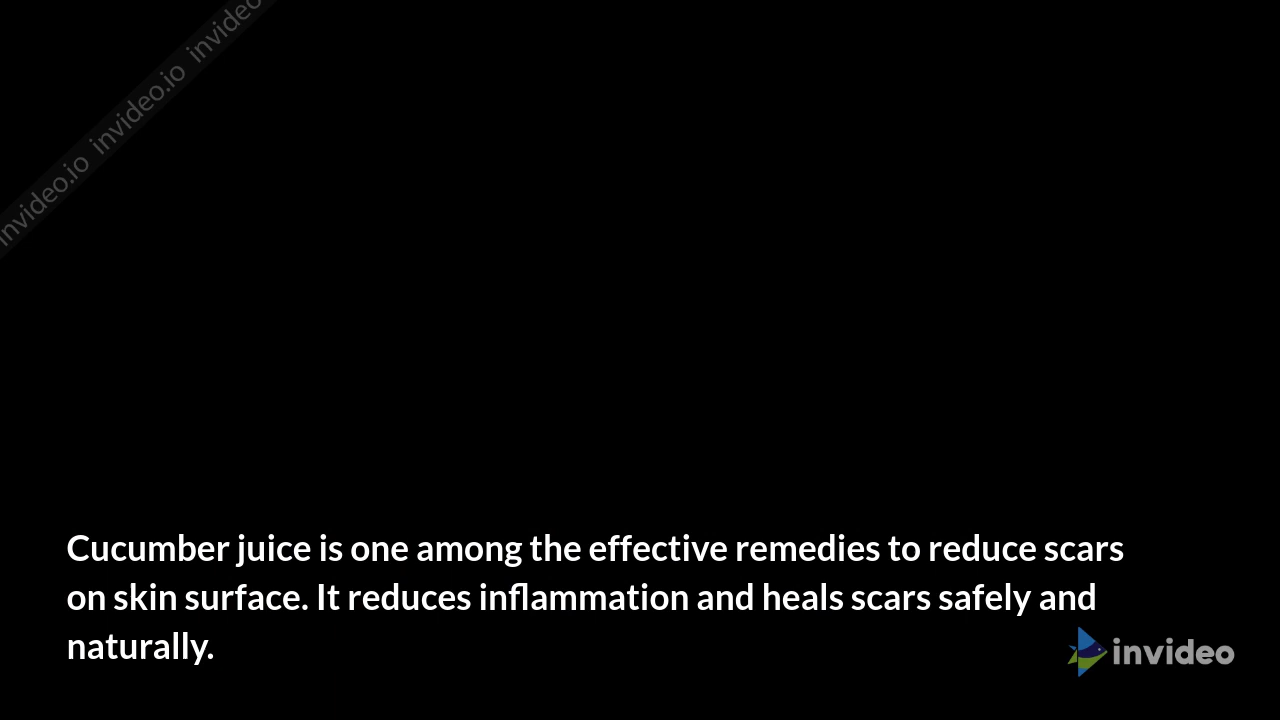 invideo.io invideo.io invideo
Cucumber juice is one among the effective remedies to reduce scars
on skin surface. It reduces inflammation and heals scars safely and
naturally.
invideo